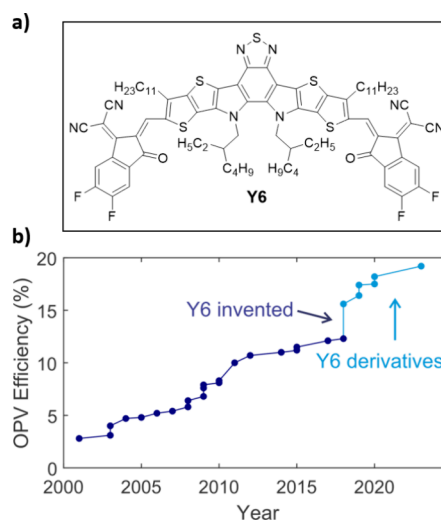 a)
S
N N
H23C11 S S C11H23
CN CN
NC S N N S CN
O H5C2 C2H5 O
F C4H9 H9C4 F
F Y6 F
b)
20
15
10
5
0
OPV Efficiency (%)
Y6 invented
Y6 derivatives
2000 2005 2010 2015 2020
Year